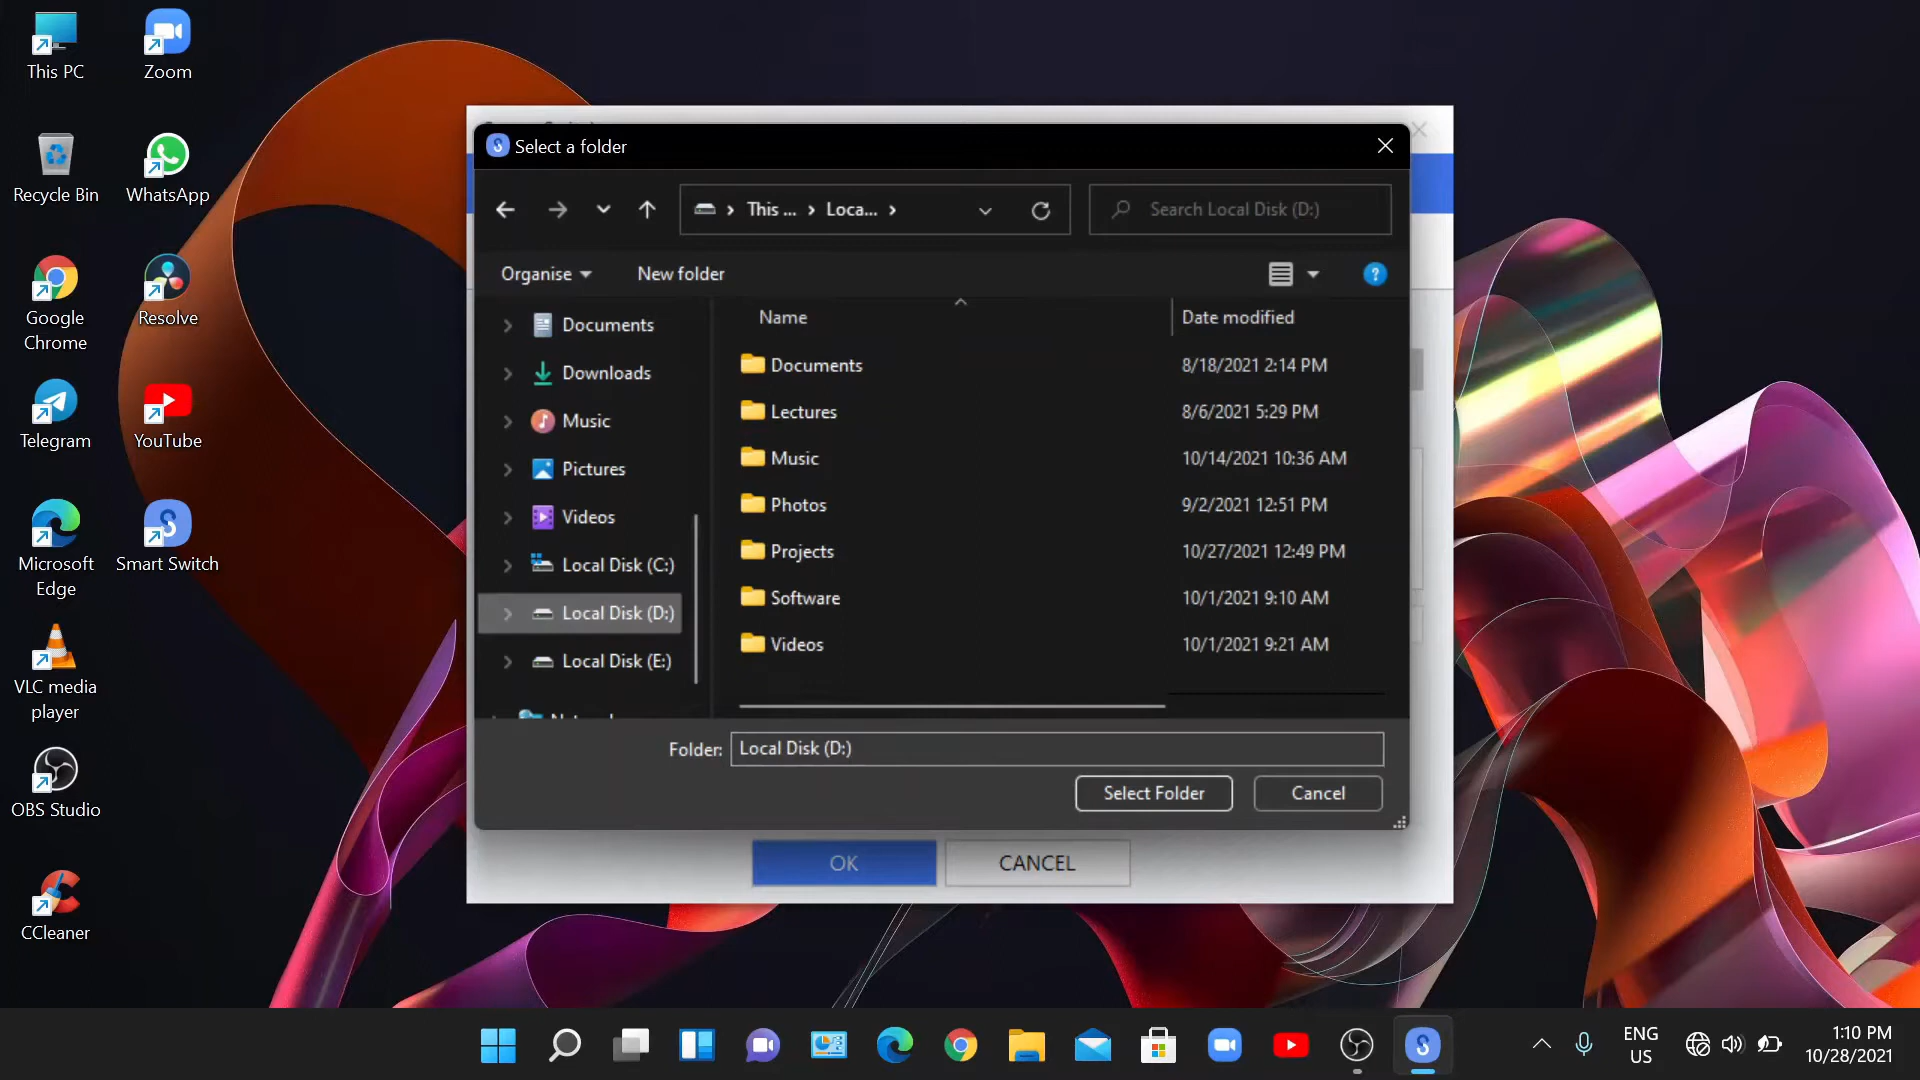 This PC
Zoom
Recycle Bin
WhatsApp
Google
Chrome
Resolve
Telegram
YouTube
Microsoft
Edge
Smart Switch
VLC media
player
OBS Studio
CCleaner
Select a folder
This ... Loca...
Search Local Disk (D:)
Organise
New folder
Documents
Downloads
Music
Pictures
Videos
Local Disk (C:)
Local Disk (D:)
Local Disk (E:)
Name Date modified
Documents 8/18/2021 2:14 PM
Lectures 8/6/2021 5:29 PM
Music 10/14/2021 10:36 AM
Photos 9/2/2021 12:51 PM
Projects 10/27/2021 12:49 PM
Software 10/1/2021 9:10 AM
Videos 10/1/2021 9:21 AM
Folder: Local Disk (D:)
Select Folder Cancel
OK CANCEL
ENG
US
1:10 PM
10/28/2021